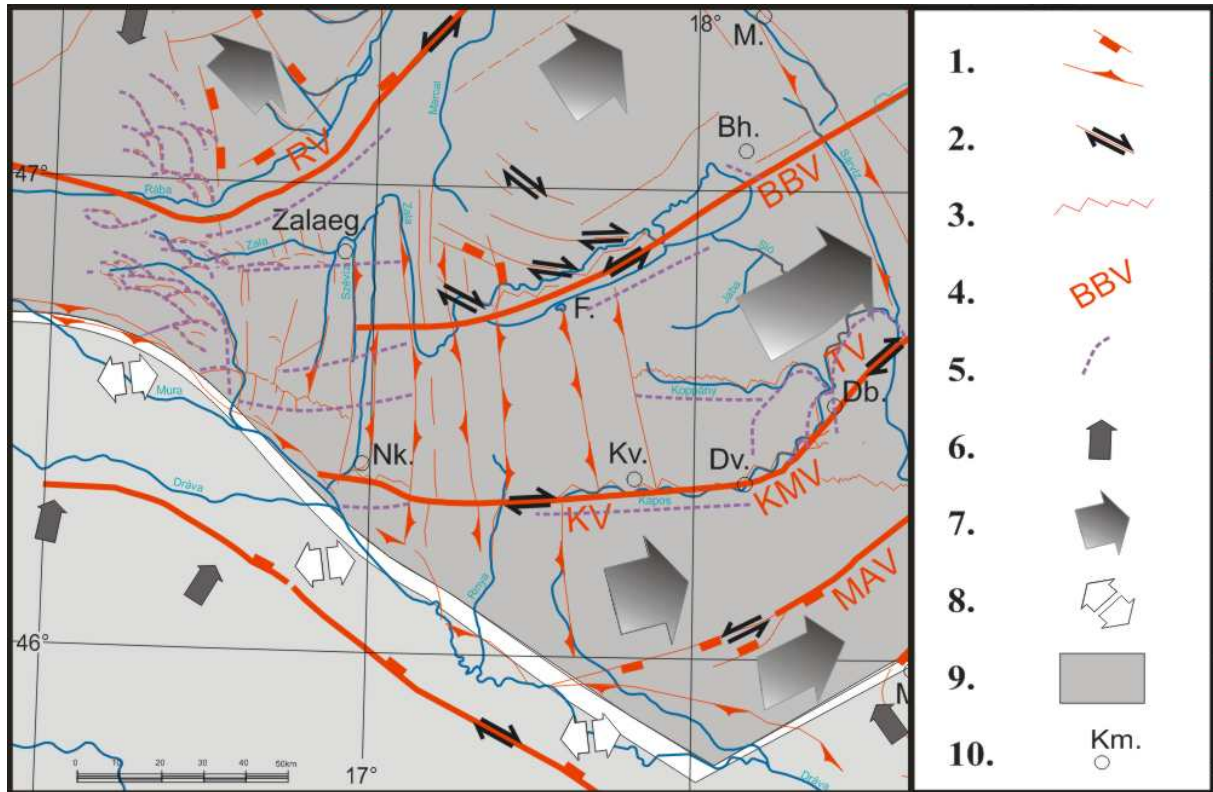 18°
M.
Marcal
Bh.
RV
47°
BBV
Sárvíz
Rába
Zalaeg.
Zala
Zala
Szévíz
Sió
Jaba
F.
TV
Mura
Koppány
Db.
Nk.
Kv.
Dv.
Dráva
KV
Kapos
KMV
Rinya
MAV
46°
M
0 10 20 30 40 50km
17°
Dráva
1.
2.
3.
4. BBV
5.
6.
7.
8.
9.
10. Km.